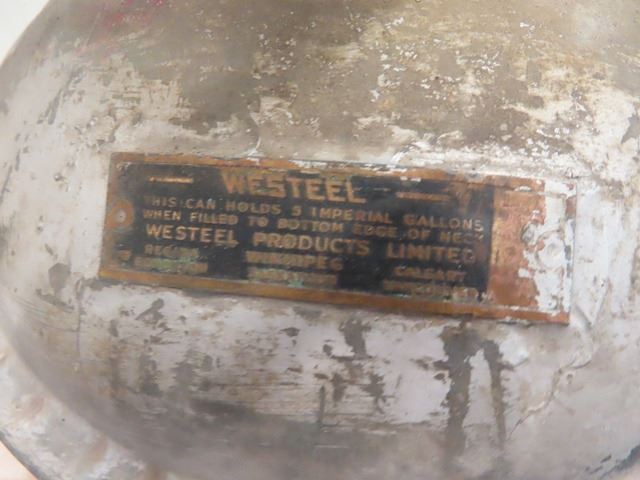 WESTEEL
THIS CAN HOLDS 5 IMPERIAL GALLONS
WHEN FILLED TO BOTTOM EDGE OF NECK
WESTEEL PRODUCTS LIMITED
REGINA WINNIPEG CALGARY